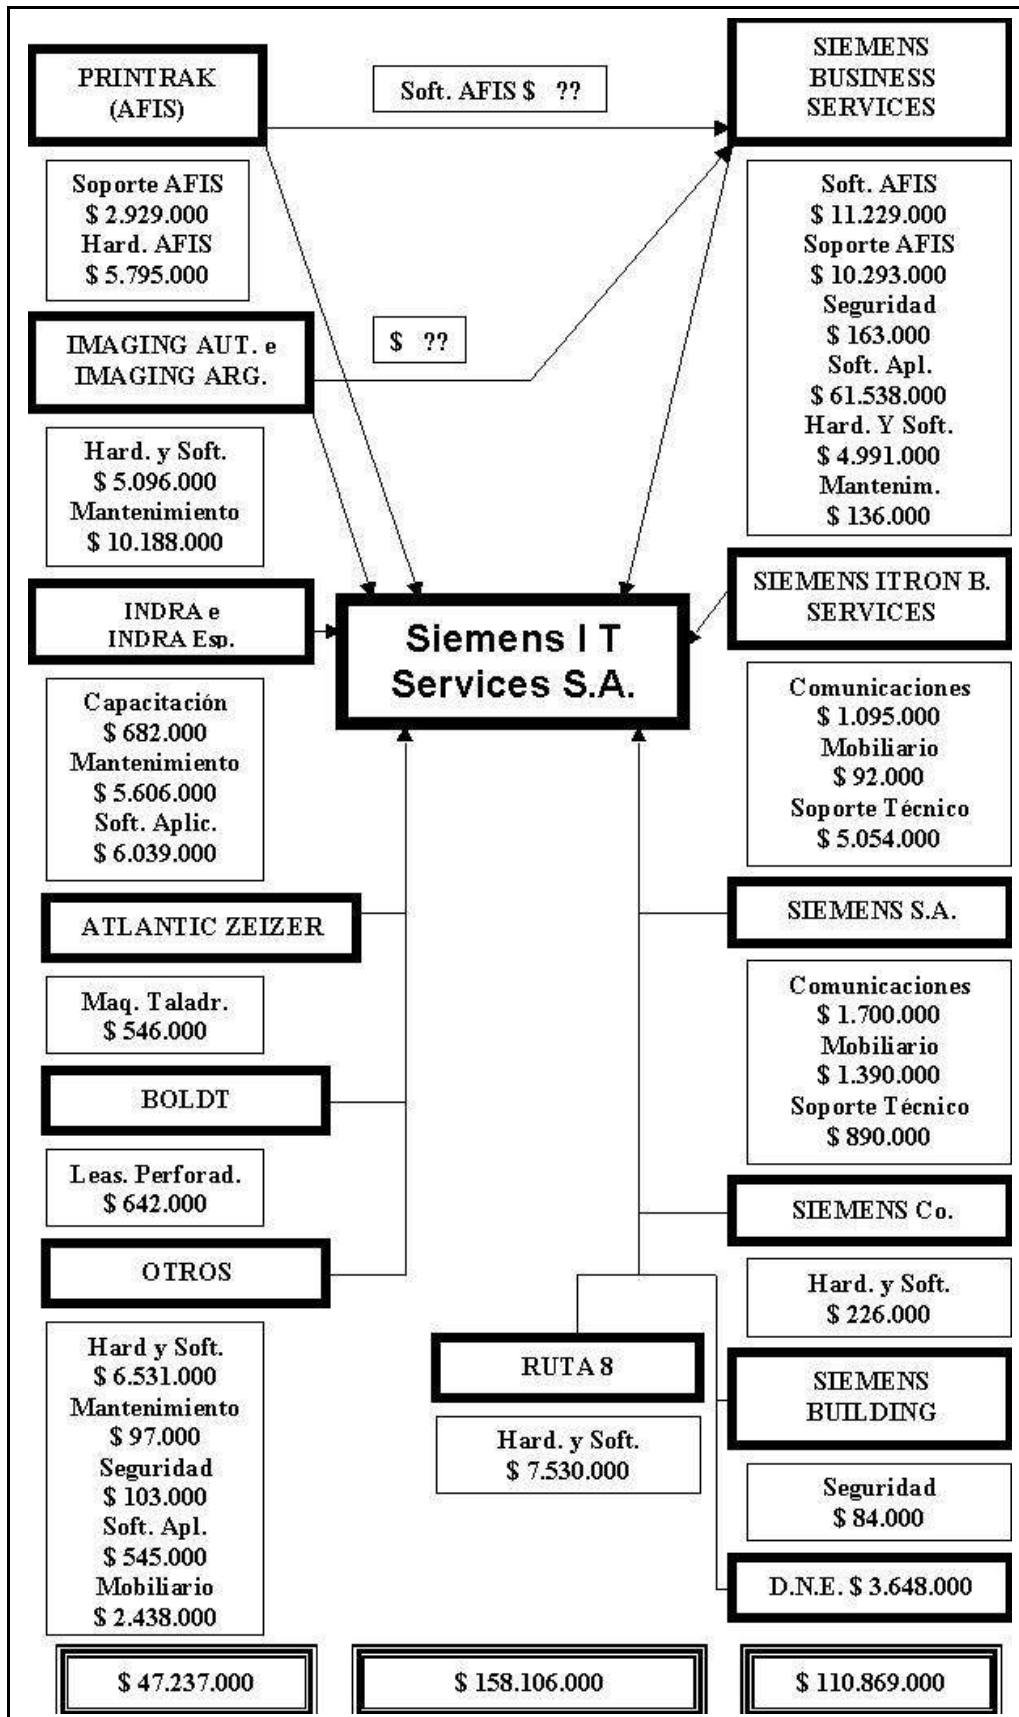 PRINTRAK
(AFIS)
Soft. AFIS $ ??
SIEMENS
BUSINESS
SERVICES
Soporte AFIS
$ 2.929.000
Hard. AFIS
$ 5.795.000
Soft. AFIS
$ 11.229.000
Soporte AFIS
$ 10.293.000
Seguridad
$ 163.000
Soft. Apl.
$ 61.538.000
Hard. Y Soft.
$ 4.991.000
Mantenim.
$ 136.000
IMAGING AUT. e
IMAGING ARG.
$ ??
Hard. y Soft.
$ 5.096.000
Mantenimiento
$ 10.188.000
INDRA e
INDRA Esp.
Siemens I T
Services S.A.
SIEMENS ITRON B.
SERVICES
Capacitación
$ 682.000
Mantenimiento
$ 5.606.000
Soft. Aplic.
$ 6.039.000
Comunicaciones
$ 1.095.000
Mobiliario
$ 92.000
Soporte Técnico
$ 5.054.000
ATLANTIC ZEIZER
SIEMENS S.A.
Maq. Taladr.
$ 546.000
Comunicaciones
$ 1.700.000
Mobiliario
$ 1.390.000
Soporte Técnico
$ 890.000
BOLDT
Leas. Perforad.
$ 642.000
SIEMENS Co.
OTROS
Hard. y Soft.
$ 226.000
Hard y Soft.
$ 6.531.000
Mantenimiento
$ 97.000
Seguridad
$ 103.000
Soft. Apl.
$ 545.000
Mobiliario
$ 2.438.000
RUTA 8
Hard. y Soft.
$ 7.530.000
SIEMENS
BUILDING
Seguridad
$ 84.000
D.N.E. $ 3.648.000
$ 47.237.000
$ 158.106.000
$ 110.869.000